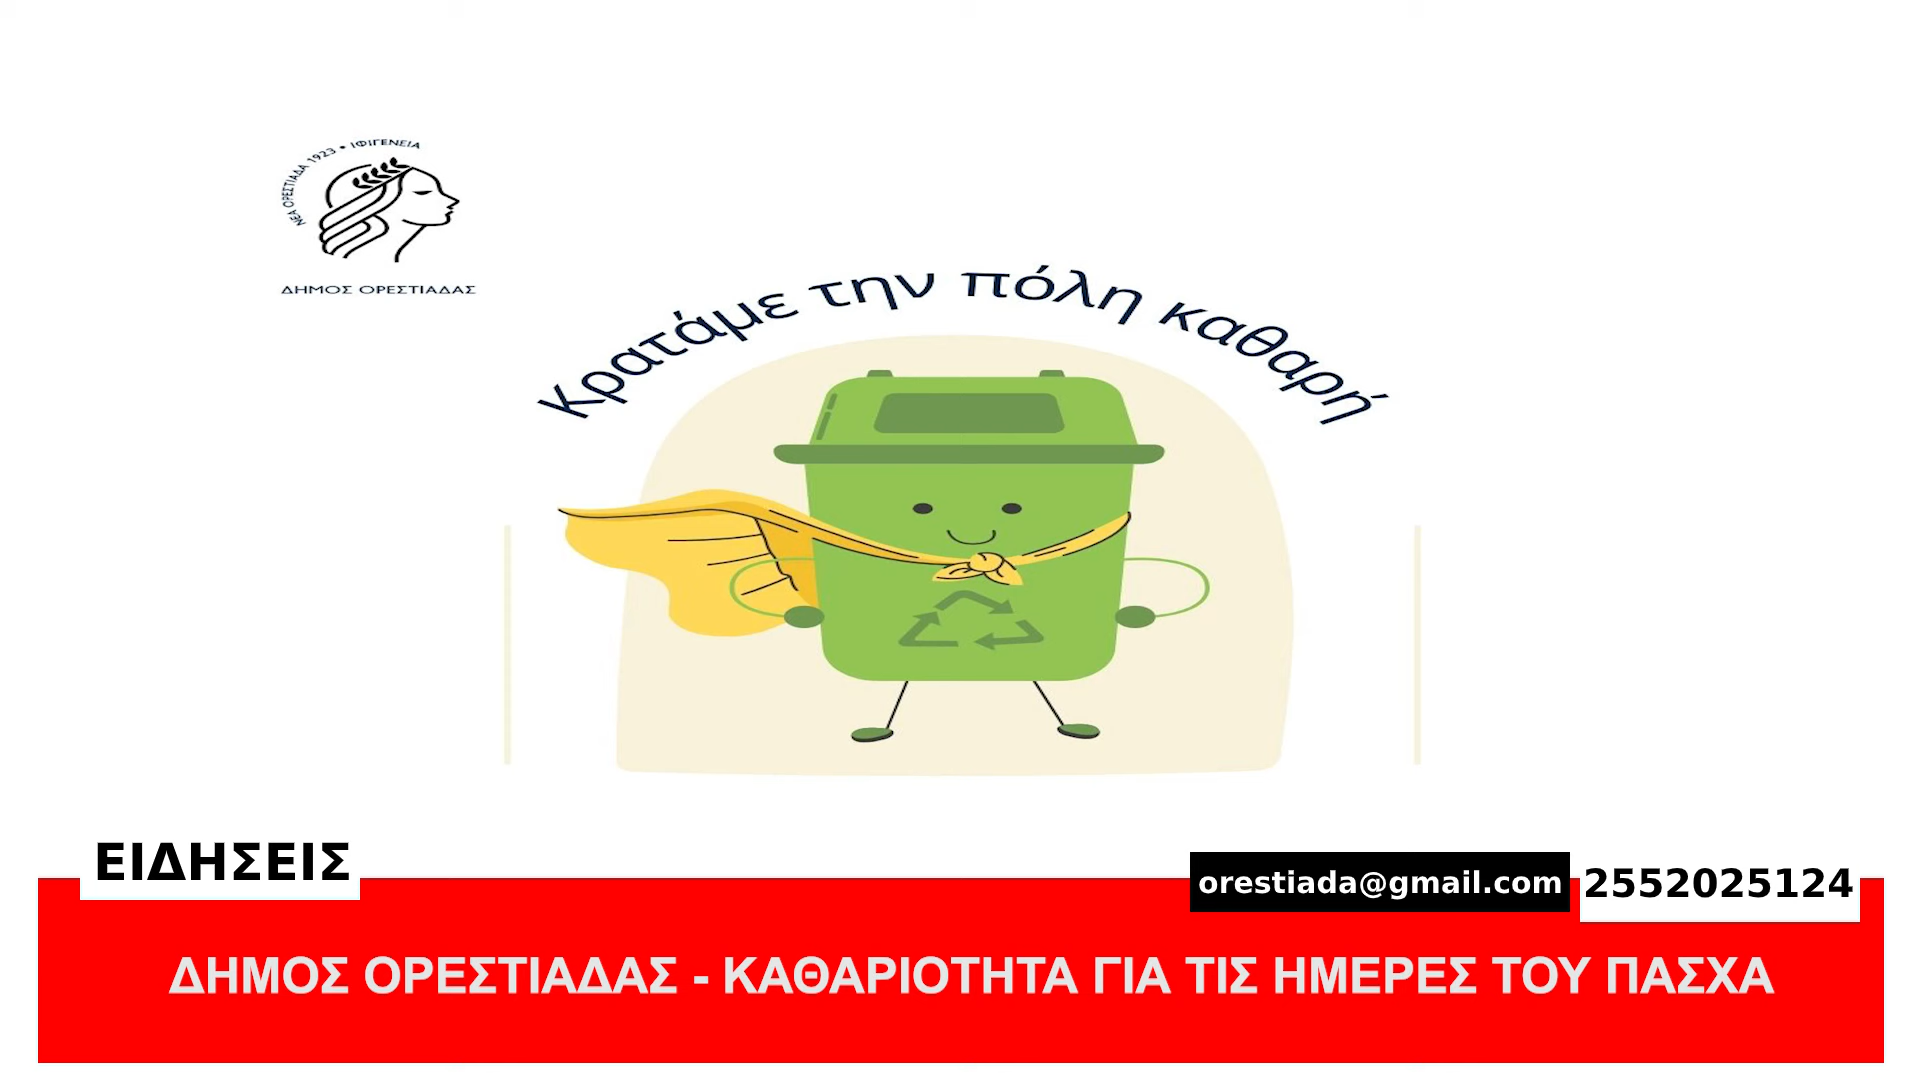 ΝΕΑ ΟΡΕΣΤΙΑΔΑ 1923 • ΙΦΙΓΕΝΕΙΑ
ΔΗΜΟΣ ΟΡΕΣΤΙΑΔΑΣ
Κρατάμε την πόλη καθαρή
ΕΙΔΗΣΕΙΣ
orestiada@gmail.com
2552025124
ΔΗΜΟΣ ΟΡΕΣΤΙΑΔΑΣ - ΚΑΘΑΡΙΟΤΗΤΑ ΓΙΑ ΤΙΣ ΗΜΕΡΕΣ ΤΟΥ ΠΑΣΧΑ